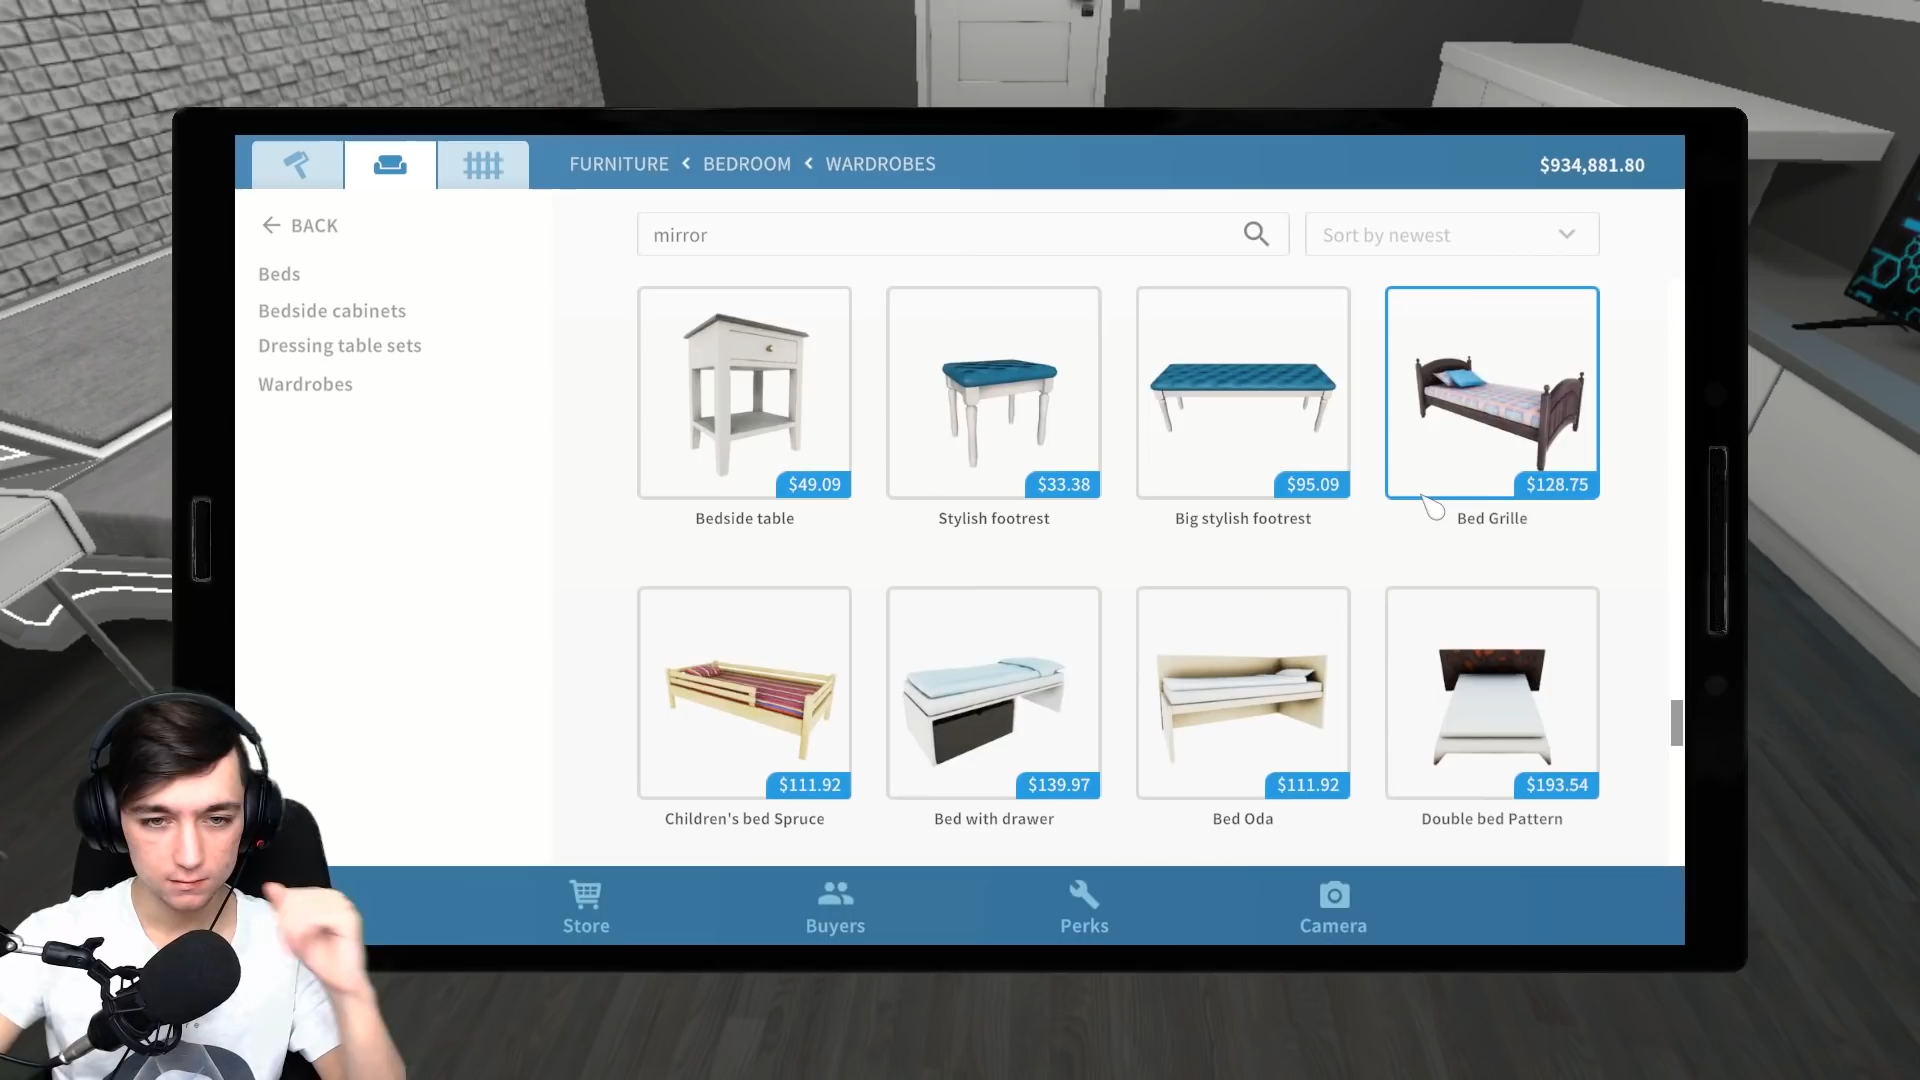 FURNITURE < BEDROOM < WARDROBES
$934,881.80
BACK
mirror
Sort by newest
Beds
Bedside cabinets
Dressing table sets
Wardrobes
$49.09
$33.38
$95.09
$128.75
Bedside table
Stylish footrest
Big stylish footrest
Bed Grille
$111.92
$139.97
$111.92
$193.54
Children's bed Spruce
Bed with drawer
Bed Oda
Double bed Pattern
Store
Buyers
Perks
Camera